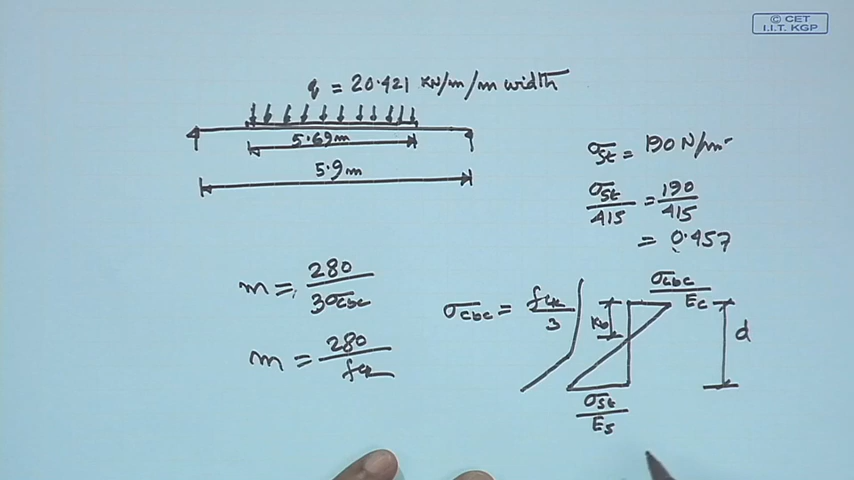 © CET
I.I.T. KGP
q = 20.421 kN/m/m width
5.69m
5.9m
σst = 190 N/mm²
σst/415 = 190/415
= 0.457
m = 280/3σcbc
σcbc = fck/3
m = 280/fck
σcbc/Ec
xb
d
σst/Es